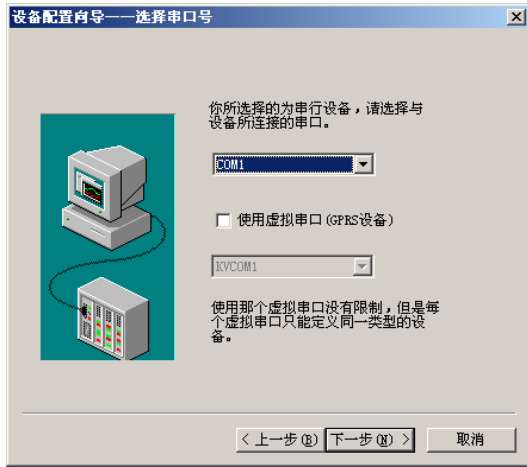 设备配置向导——选择串口号
你所选择的为串行设备，请选择与
设备所连接的串口。
COM1
使用虚拟串口(GPRS设备)
KVCOM1
使用那个虚拟串口没有限制，但是每
个虚拟串口只能定义同一类型的设
备。
< 上一步(B) 下一步(N) > 取消